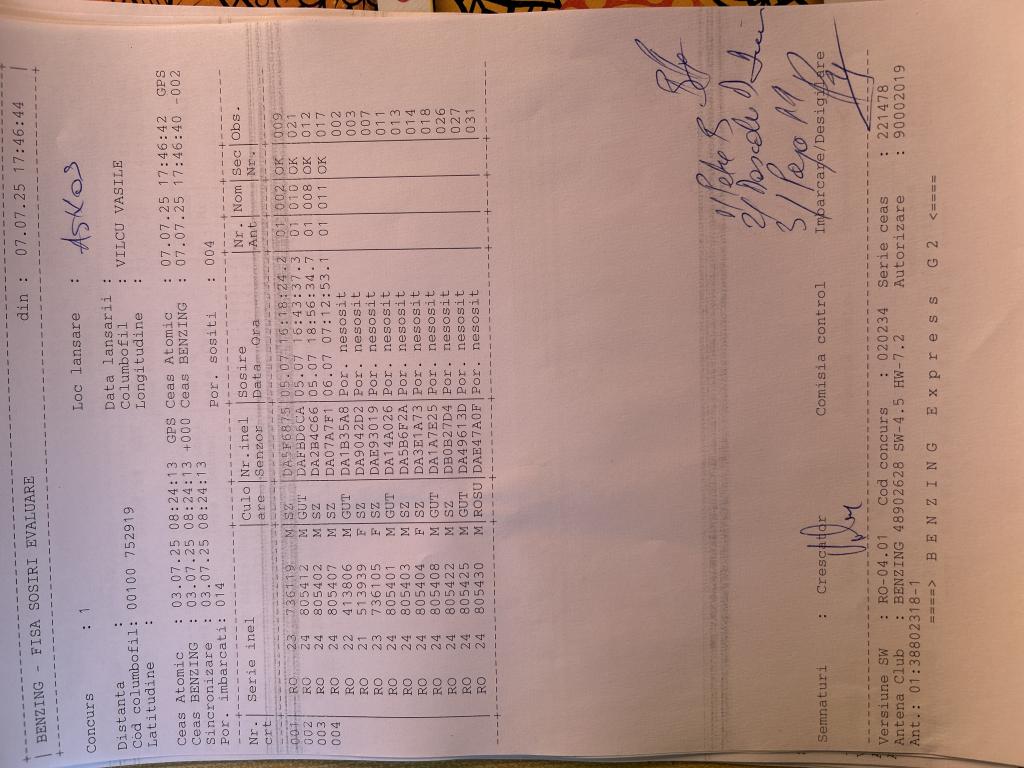 BENZING - FISA SOSIRI EVALUARE din : 07.07.25 17:46:44
Concurs : 1 Loc lansare :
Data lansarii :
Distanta : Columbofil : VILCU VASILE
Cod columbofil: 00100 752919 Longitudine :
Latitudine :
Ceas Atomic : 03.07.25 08:24:13 GPS Ceas Atomic : 07.07.25 17:46:42 GPS
Ceas BENZING : 03.07.25 08:24:13 +000 Ceas BENZING : 07.07.25 17:46:40 -002
Sincronizare : 03.07.25 08:24:13
Por. imbarcati: 014 Por. sositi : 004
Nr. Serie inel Culo Nr.inel Sosire Nr. Nom Sec Obs.
crt are Senzor Data Ora Ant Nr.
001 RO 23 736119 M SZ DA5F6875 05.07 16:18:24.2 01 002 OK 009
002 RO 24 805412 M GUT DAFBD6CA 05.07 16:43:37.3 01 010 OK 021
003 RO 24 805402 M SZ DA2B4C66 05.07 18:56:34.7 01 008 OK 012
004 RO 24 805407 M SZ DA07A7F1 06.07 07:12:53.1 01 011 OK 017
RO 22 413806 M GUT DA1B35A8 Por. nesosit 002
RO 21 513939 F SZ DA9042D2 Por. nesosit 003
RO 23 736105 F SZ DAE93019 Por. nesosit 007
RO 24 805401 M GUT DA14A026 Por. nesosit 011
RO 24 805403 M SZ DA5B6F2A Por. nesosit 013
RO 24 805404 F SZ DA3E1A73 Por. nesosit 014
RO 24 805408 M GUT DA1A7E25 Por. nesosit 018
RO 24 805422 M SZ DB0B27D4 Por. nesosit 026
RO 24 805425 M GUT DA49613D Por. nesosit 027
RO 24 805430 M ROSU DAE47A0F Por. nesosit 031
1/
2/
3/
Semnaturi : Crescator Comisia control Imbarcare/Desigilare
Versiune SW : RO-04.01 Cod concurs : 020234 Serie ceas : 221478
Antena Club : BENZING 48902628 SW-4.5 HW-7.2 Autorizare : 90002019
Ant.: 01:38802318-1
====> B E N Z I N G E x p r e s s G 2 <====